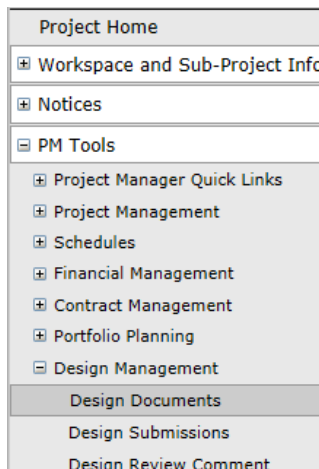 Project Home
Workspace and Sub-Project Info
Notices
PM Tools
Project Manager Quick Links
Project Management
Schedules
Financial Management
Contract Management
Portfolio Planning
Design Management
Design Documents
Design Submissions
Design Review Comment